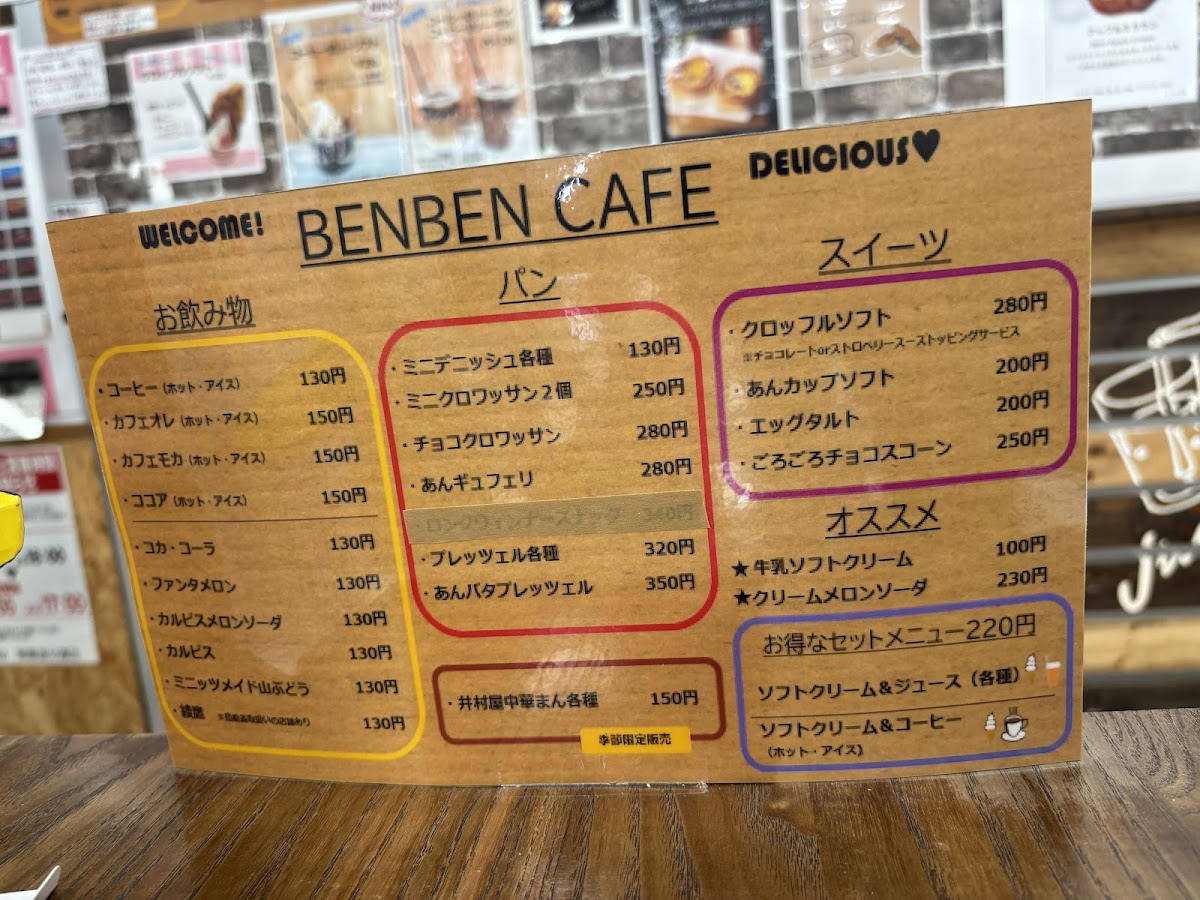 WELCOME!
BENBEN CAFE
DELICIOUS♥
お飲み物
・コーヒー（ホット・アイス） 130円
・カフェオレ（ホット・アイス） 150円
・カフェモカ（ホット・アイス） 150円
・ココア（ホット・アイス） 150円
・コカ・コーラ 130円
・ファンタメロン 130円
・カルピスメロンソーダ 130円
・カルピス 130円
・ミニッツメイド山ぶどう 130円
・綾鷹 130円
パン
・ミニデニッシュ各種 130円
・ミニクロワッサン２個 250円
・チョコクロワッサン 280円
・あんギュフェリ 280円
・ロングウィンナースナック 340円
・プレッツェル各種 320円
・あんバタプレッツェル 350円
・井村屋中華まん各種 150円
季節限定販売
スイーツ
・クロッフルソフト 280円
※チョコレートorストロベリーストッピングサービス
・あんカップソフト 200円
・エッグタルト 200円
・ごろごろチョコスコーン 250円
オススメ
★牛乳ソフトクリーム 100円
★クリームメロンソーダ 230円
お得なセットメニュー220円
ソフトクリーム＆ジュース（各種）
ソフトクリーム＆コーヒー
（ホット・アイス）